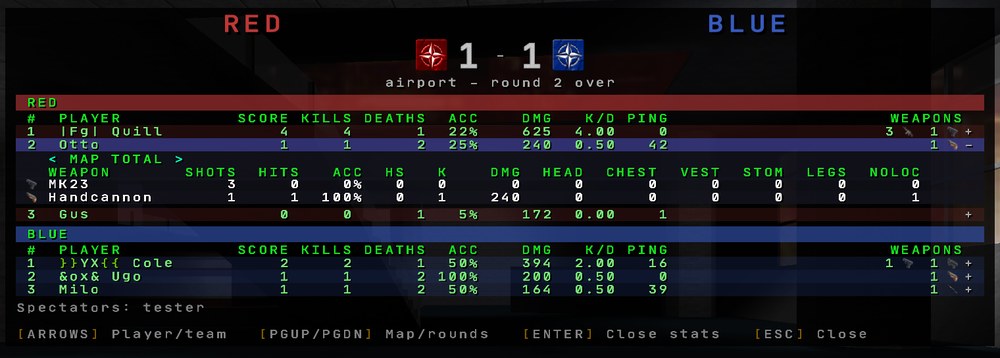 RED BLUE
1 - 1
airport - round 2 over
RED
# PLAYER SCORE KILLS DEATHS ACC DMG K/D PING WEAPONS
1 |Fg| Quill 4 4 1 22% 625 4.00 0 3 1 +
2 Otto 1 1 2 25% 240 0.50 42 1 -
< MAP TOTAL >
WEAPON SHOTS HITS ACC HS K DMG HEAD CHEST VEST STOM LEGS NOLOC
MK23 3 0 0% 0 0 0 0 0 0 0 0 0
Handcannon 1 1 100% 0 1 240 0 0 0 0 0 1
3 Gus 0 0 1 5% 172 0.00 1 +
BLUE
# PLAYER SCORE KILLS DEATHS ACC DMG K/D PING WEAPONS
1 }}YX{{ Cole 2 2 1 50% 394 2.00 16 1 1 +
2 &ox& Ugo 1 1 2 100% 200 0.50 0 1 +
3 Milo 1 1 2 50% 164 0.50 39 1 +
Spectators: tester
[ARROWS] Player/team [PGUP/PGDN] Map/rounds [ENTER] Close stats [ESC] Close